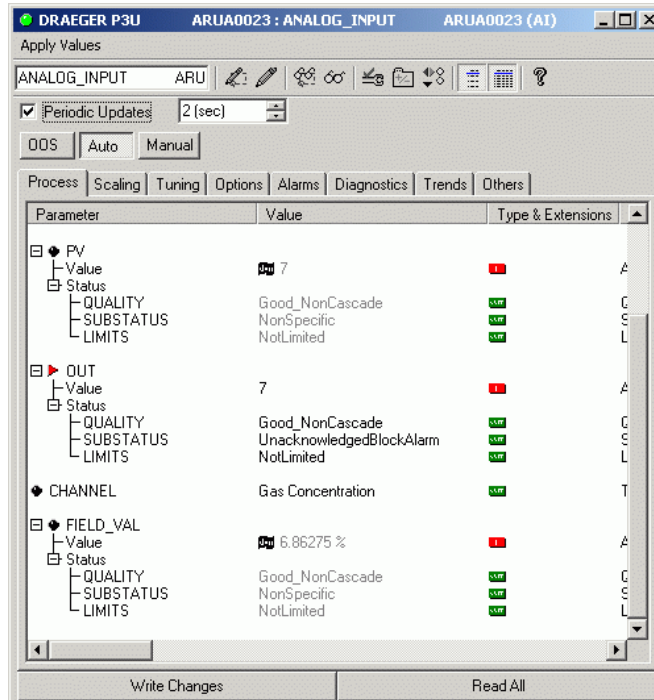 DRAEGER P3U ARUA0023 : ANALOG_INPUT ARUA0023 (AI)
Apply Values
ANALOG_INPUT ARU
Periodic Updates 2 (sec)
OOS Auto Manual
Process Scaling Tuning Options Alarms Diagnostics Trends Others
Parameter Value Type & Extensions
PV
Value 7
Status
QUALITY Good_NonCascade
SUBSTATUS NonSpecific
LIMITS NotLimited
OUT
Value 7
Status
QUALITY Good_NonCascade
SUBSTATUS UnacknowledgedBlockAlarm
LIMITS NotLimited
CHANNEL Gas Concentration
FIELD_VAL
Value 6.86275 %
Status
QUALITY Good_NonCascade
SUBSTATUS NonSpecific
LIMITS NotLimited
Write Changes Read All